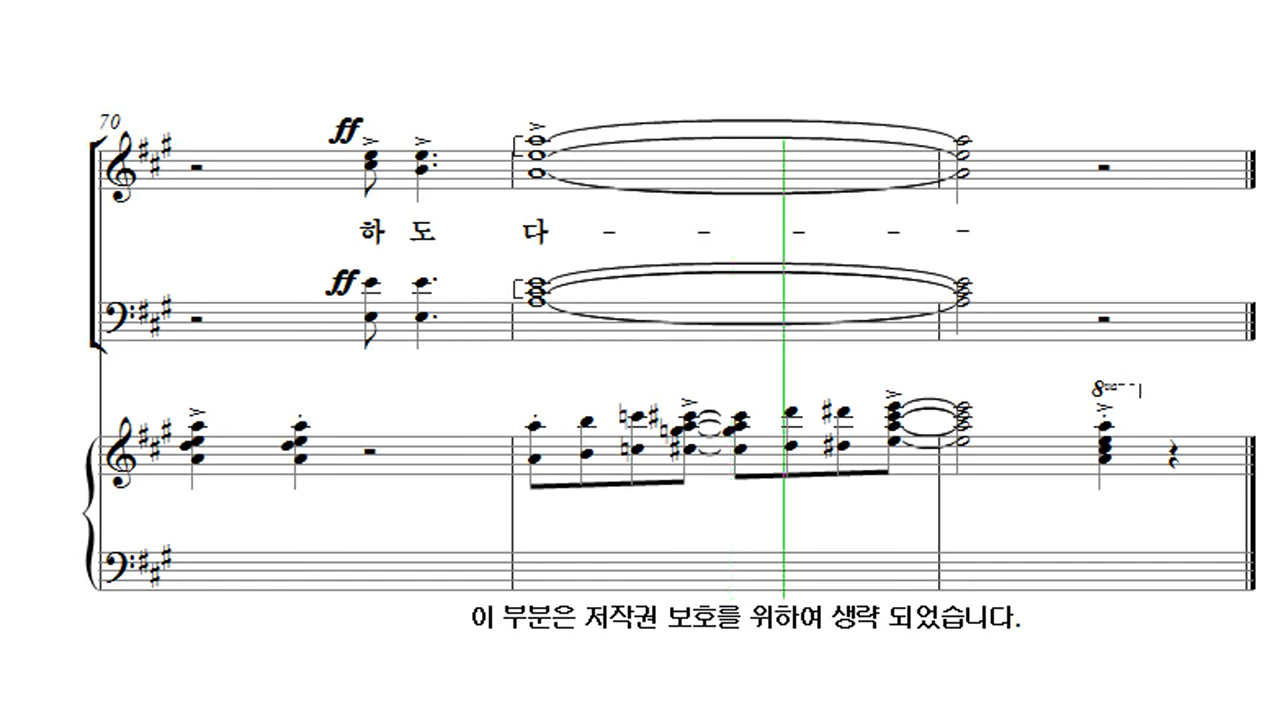 70
ff
하 도 다 - - - - -
ff
8va
이 부분은 저작권 보호를 위하여 생략 되었습니다.